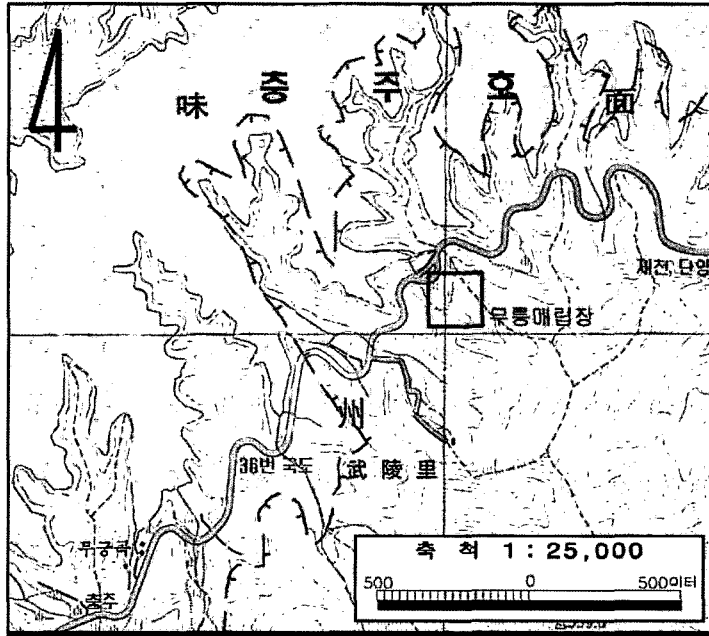 味 충 주 호 面
제천 단양
무릉매립장
州
36번 국도
武 陵 里
무궁곡
충주
축 척 1 : 25,000
500 0 500미터